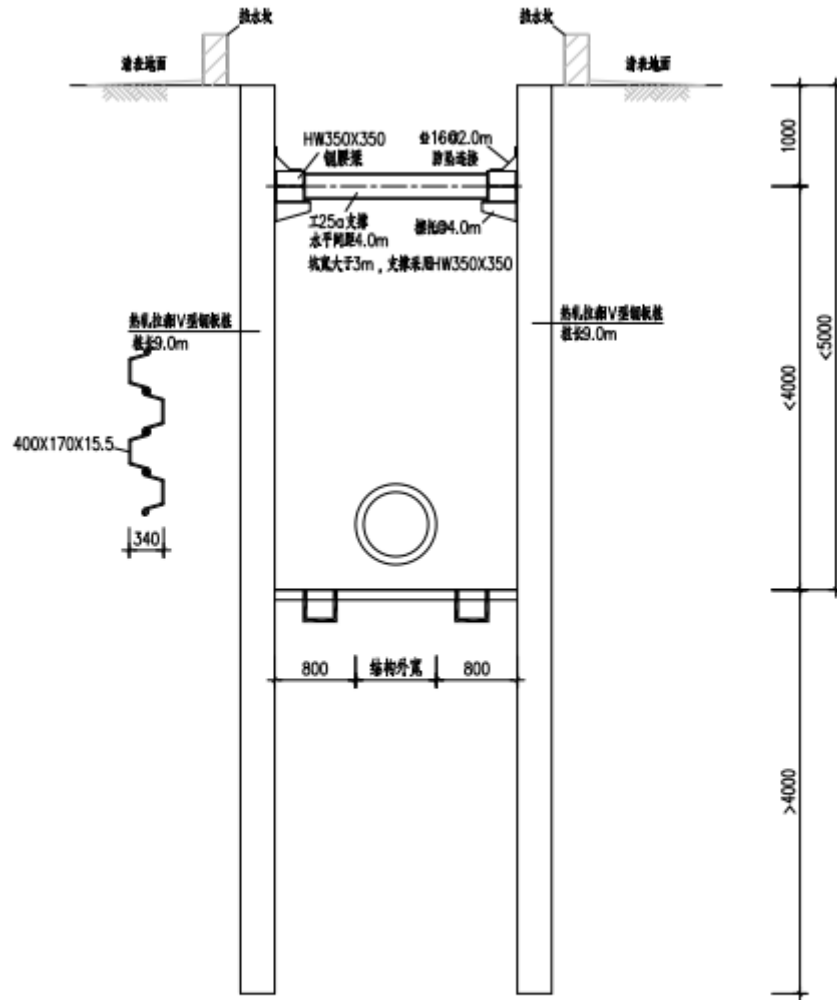 挡水坎
挡水坎
清表地面
清表地面
HW350X350
钢腰梁
⌀16@2.0m
防坠连接
工25a支撑
水平间距4.0m
坑宽大于3m，支撑采用HW350X350
撑托@4.0m
热轧拉森V型钢板桩
桩长9.0m
热轧拉森V型钢板桩
桩长9.0m
400X170X15.5
340
800
结构外宽
800
1000
<4000
<5000
>4000